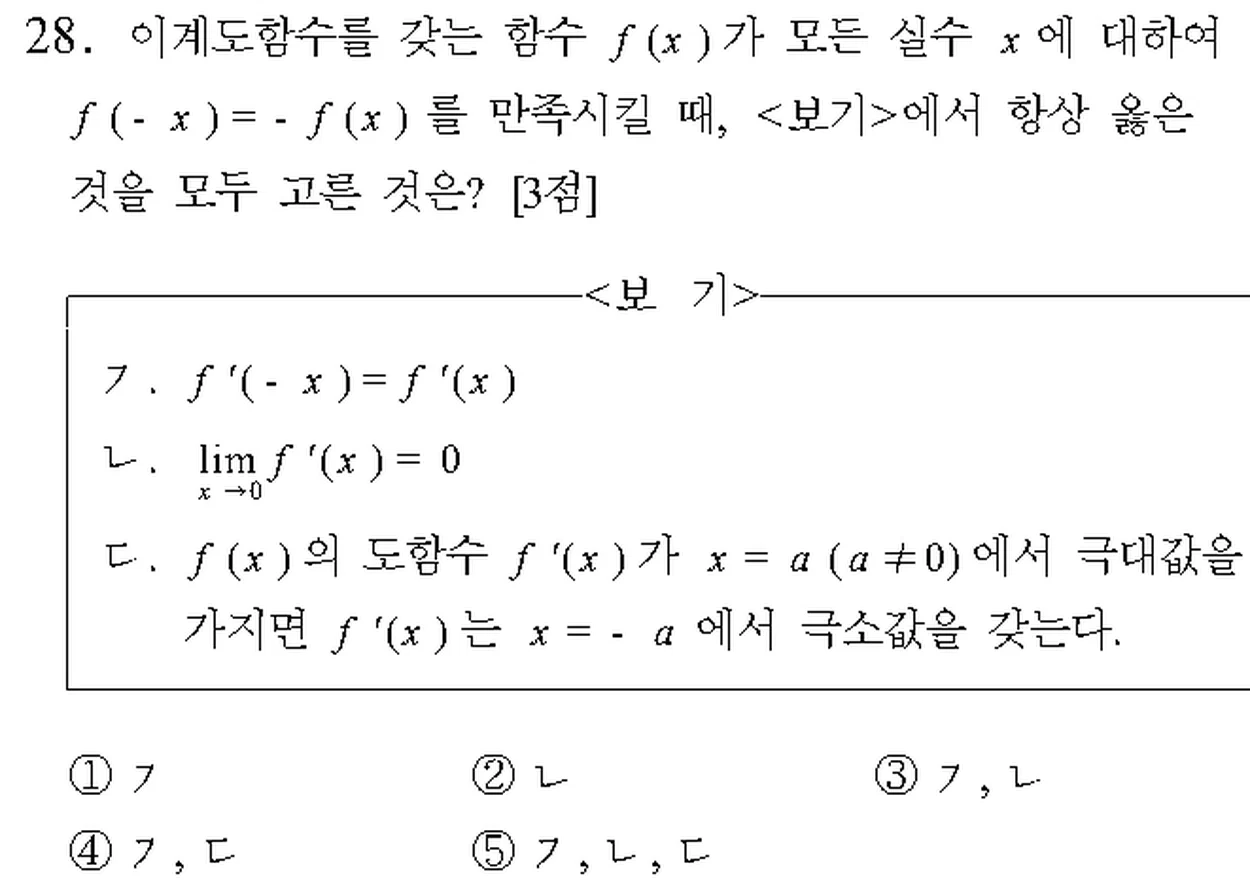 28. 이계도함수를 갖는 함수 f(x)가 모든 실수 x에 대하여
f(- x)= - f(x)를 만족시킬 때, <보기>에서 항상 옳은
것을 모두 고른 것은? [3점]
<보 기>
ㄱ. f ′(- x)= f ′(x)
ㄴ. lim x→0 f ′(x)= 0
ㄷ. f(x)의 도함수 f ′(x)가 x = a (a ≠0)에서 극대값을
가지면 f ′(x)는 x = - a 에서 극소값을 갖는다.
① ㄱ ② ㄴ ③ ㄱ, ㄴ
④ ㄱ, ㄷ ⑤ ㄱ, ㄴ, ㄷ